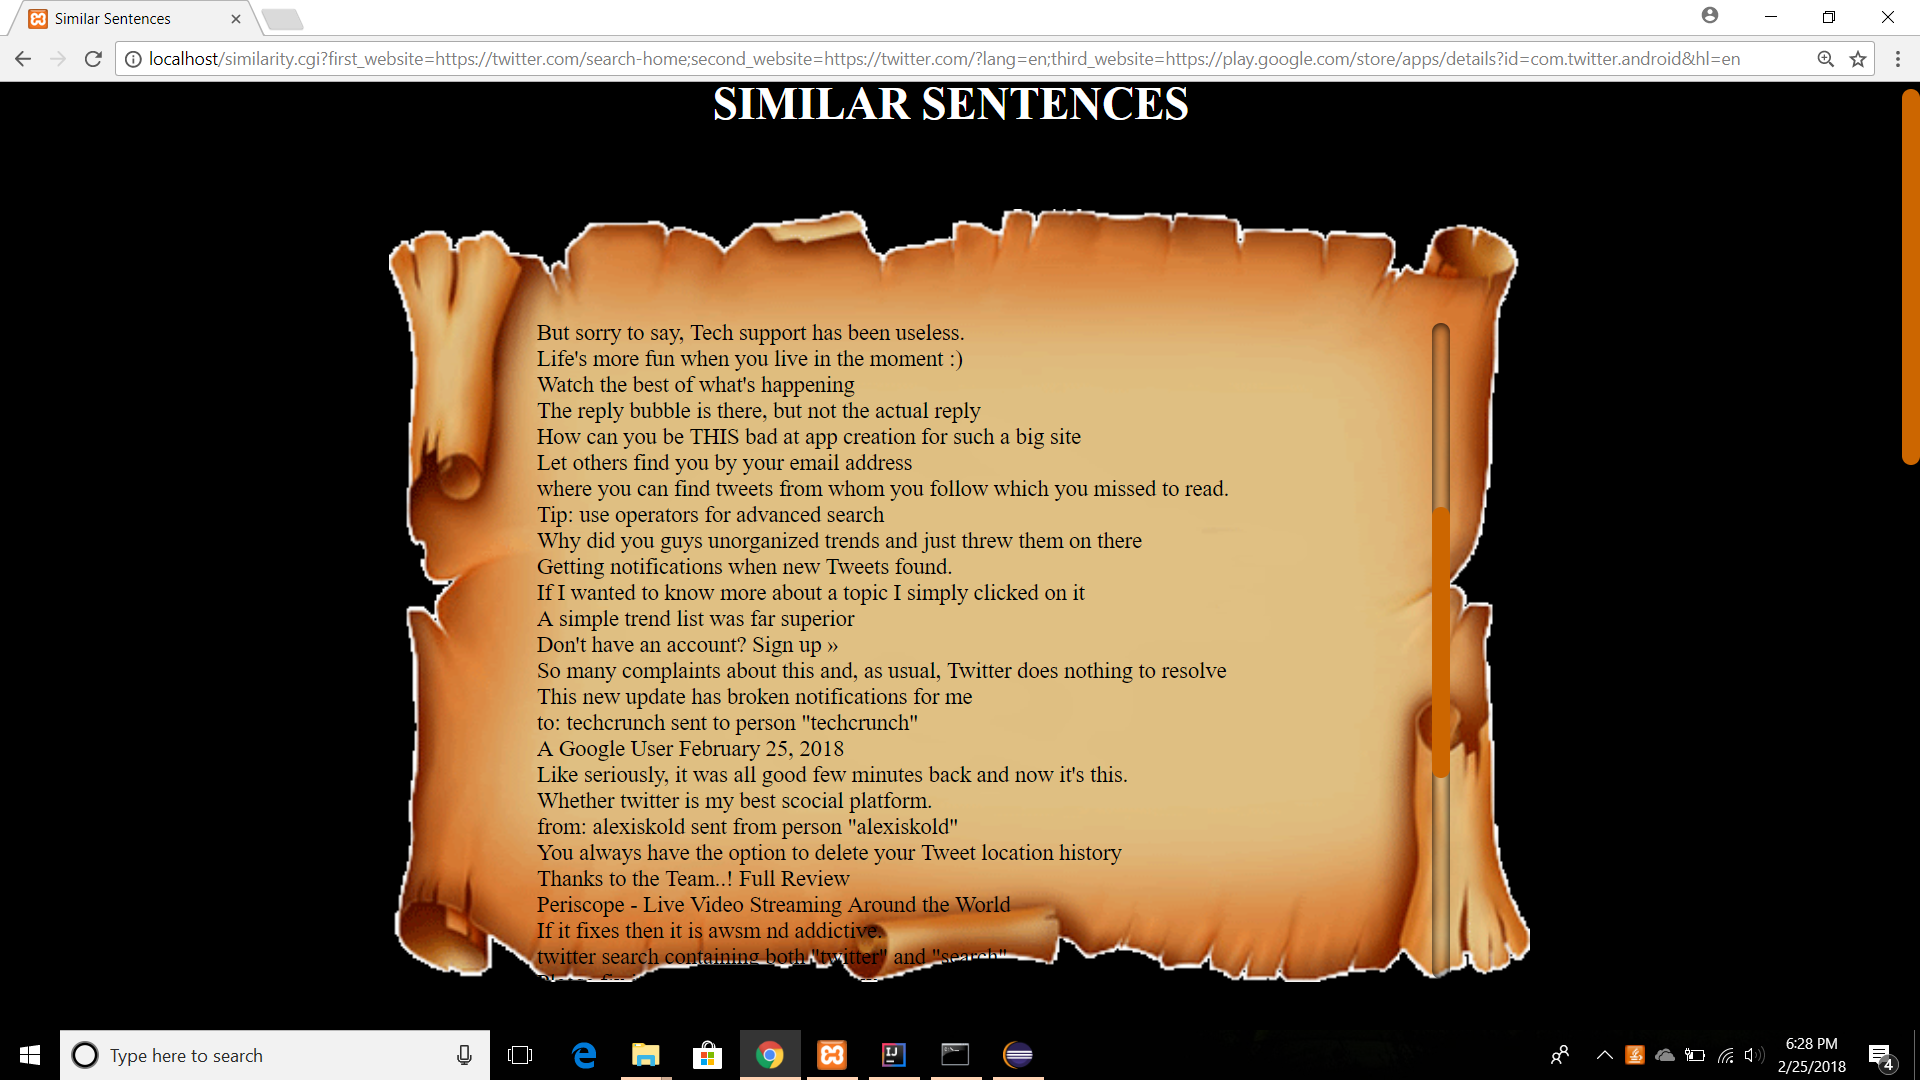 Similar Sentences
localhost/similarity.cgi?first_website=https://twitter.com/search-home;second_website=https://twitter.com/?lang=en;third_website=https://play.google.com/store/apps/details?id=com.twitter.android&hl=en
SIMILAR SENTENCES
But sorry to say, Tech support has been useless.
Life's more fun when you live in the moment :)
Watch the best of what's happening
The reply bubble is there, but not the actual reply
How can you be THIS bad at app creation for such a big site
Let others find you by your email address
where you can find tweets from whom you follow which you missed to read.
Tip: use operators for advanced search
Why did you guys unorganized trends and just threw them on there
Getting notifications when new Tweets found.
If I wanted to know more about a topic I simply clicked on it
A simple trend list was far superior
Don't have an account? Sign up »
So many complaints about this and, as usual, Twitter does nothing to resolve
This new update has broken notifications for me
to: techcrunch sent to person "techcrunch"
A Google User February 25, 2018
Like seriously, it was all good few minutes back and now it's this.
Whether twitter is my best scocial platform.
from: alexiskold sent from person "alexiskold"
You always have the option to delete your Tweet location history
Thanks to the Team..! Full Review
Periscope - Live Video Streaming Around the World
If it fixes then it is awsm nd addictive.
twitter search containing both "twitter" and "search"
Type here to search
IJ
6:28 PM
2/25/2018
4